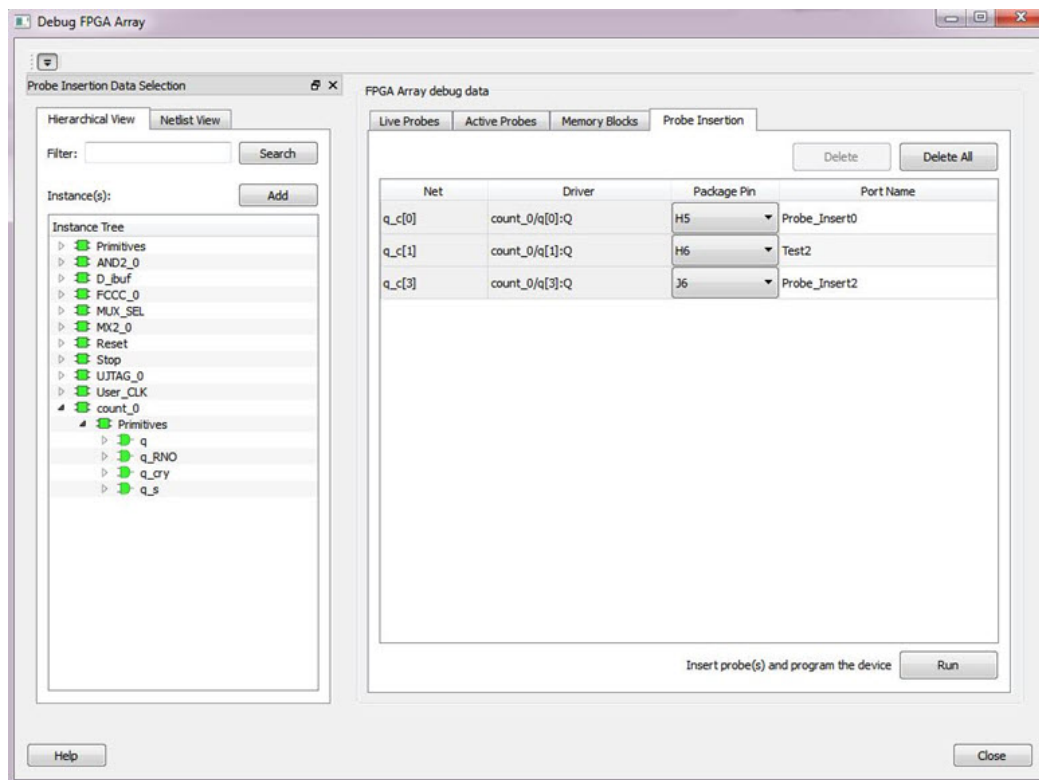 Debug FPGA Array
Probe Insertion Data Selection
Hierarchical View Netlist View
Filter: Search
Instance(s): Add
Instance Tree
Primitives
AND2_0
D_ibuf
FCCC_0
MUX_SEL
MX2_0
Reset
Stop
UJTAG_0
User_CLK
count_0
Primitives
q
q_RNO
q_cry
q_s
FPGA Array debug data
Live Probes Active Probes Memory Blocks Probe Insertion
Delete Delete All
Net Driver Package Pin Port Name
q_c[0] count_0/q[0]:Q H5 Probe_Insert0
q_c[1] count_0/q[1]:Q H6 Test2
q_c[3] count_0/q[3]:Q J6 Probe_Insert2
Insert probe(s) and program the device Run
Help Close